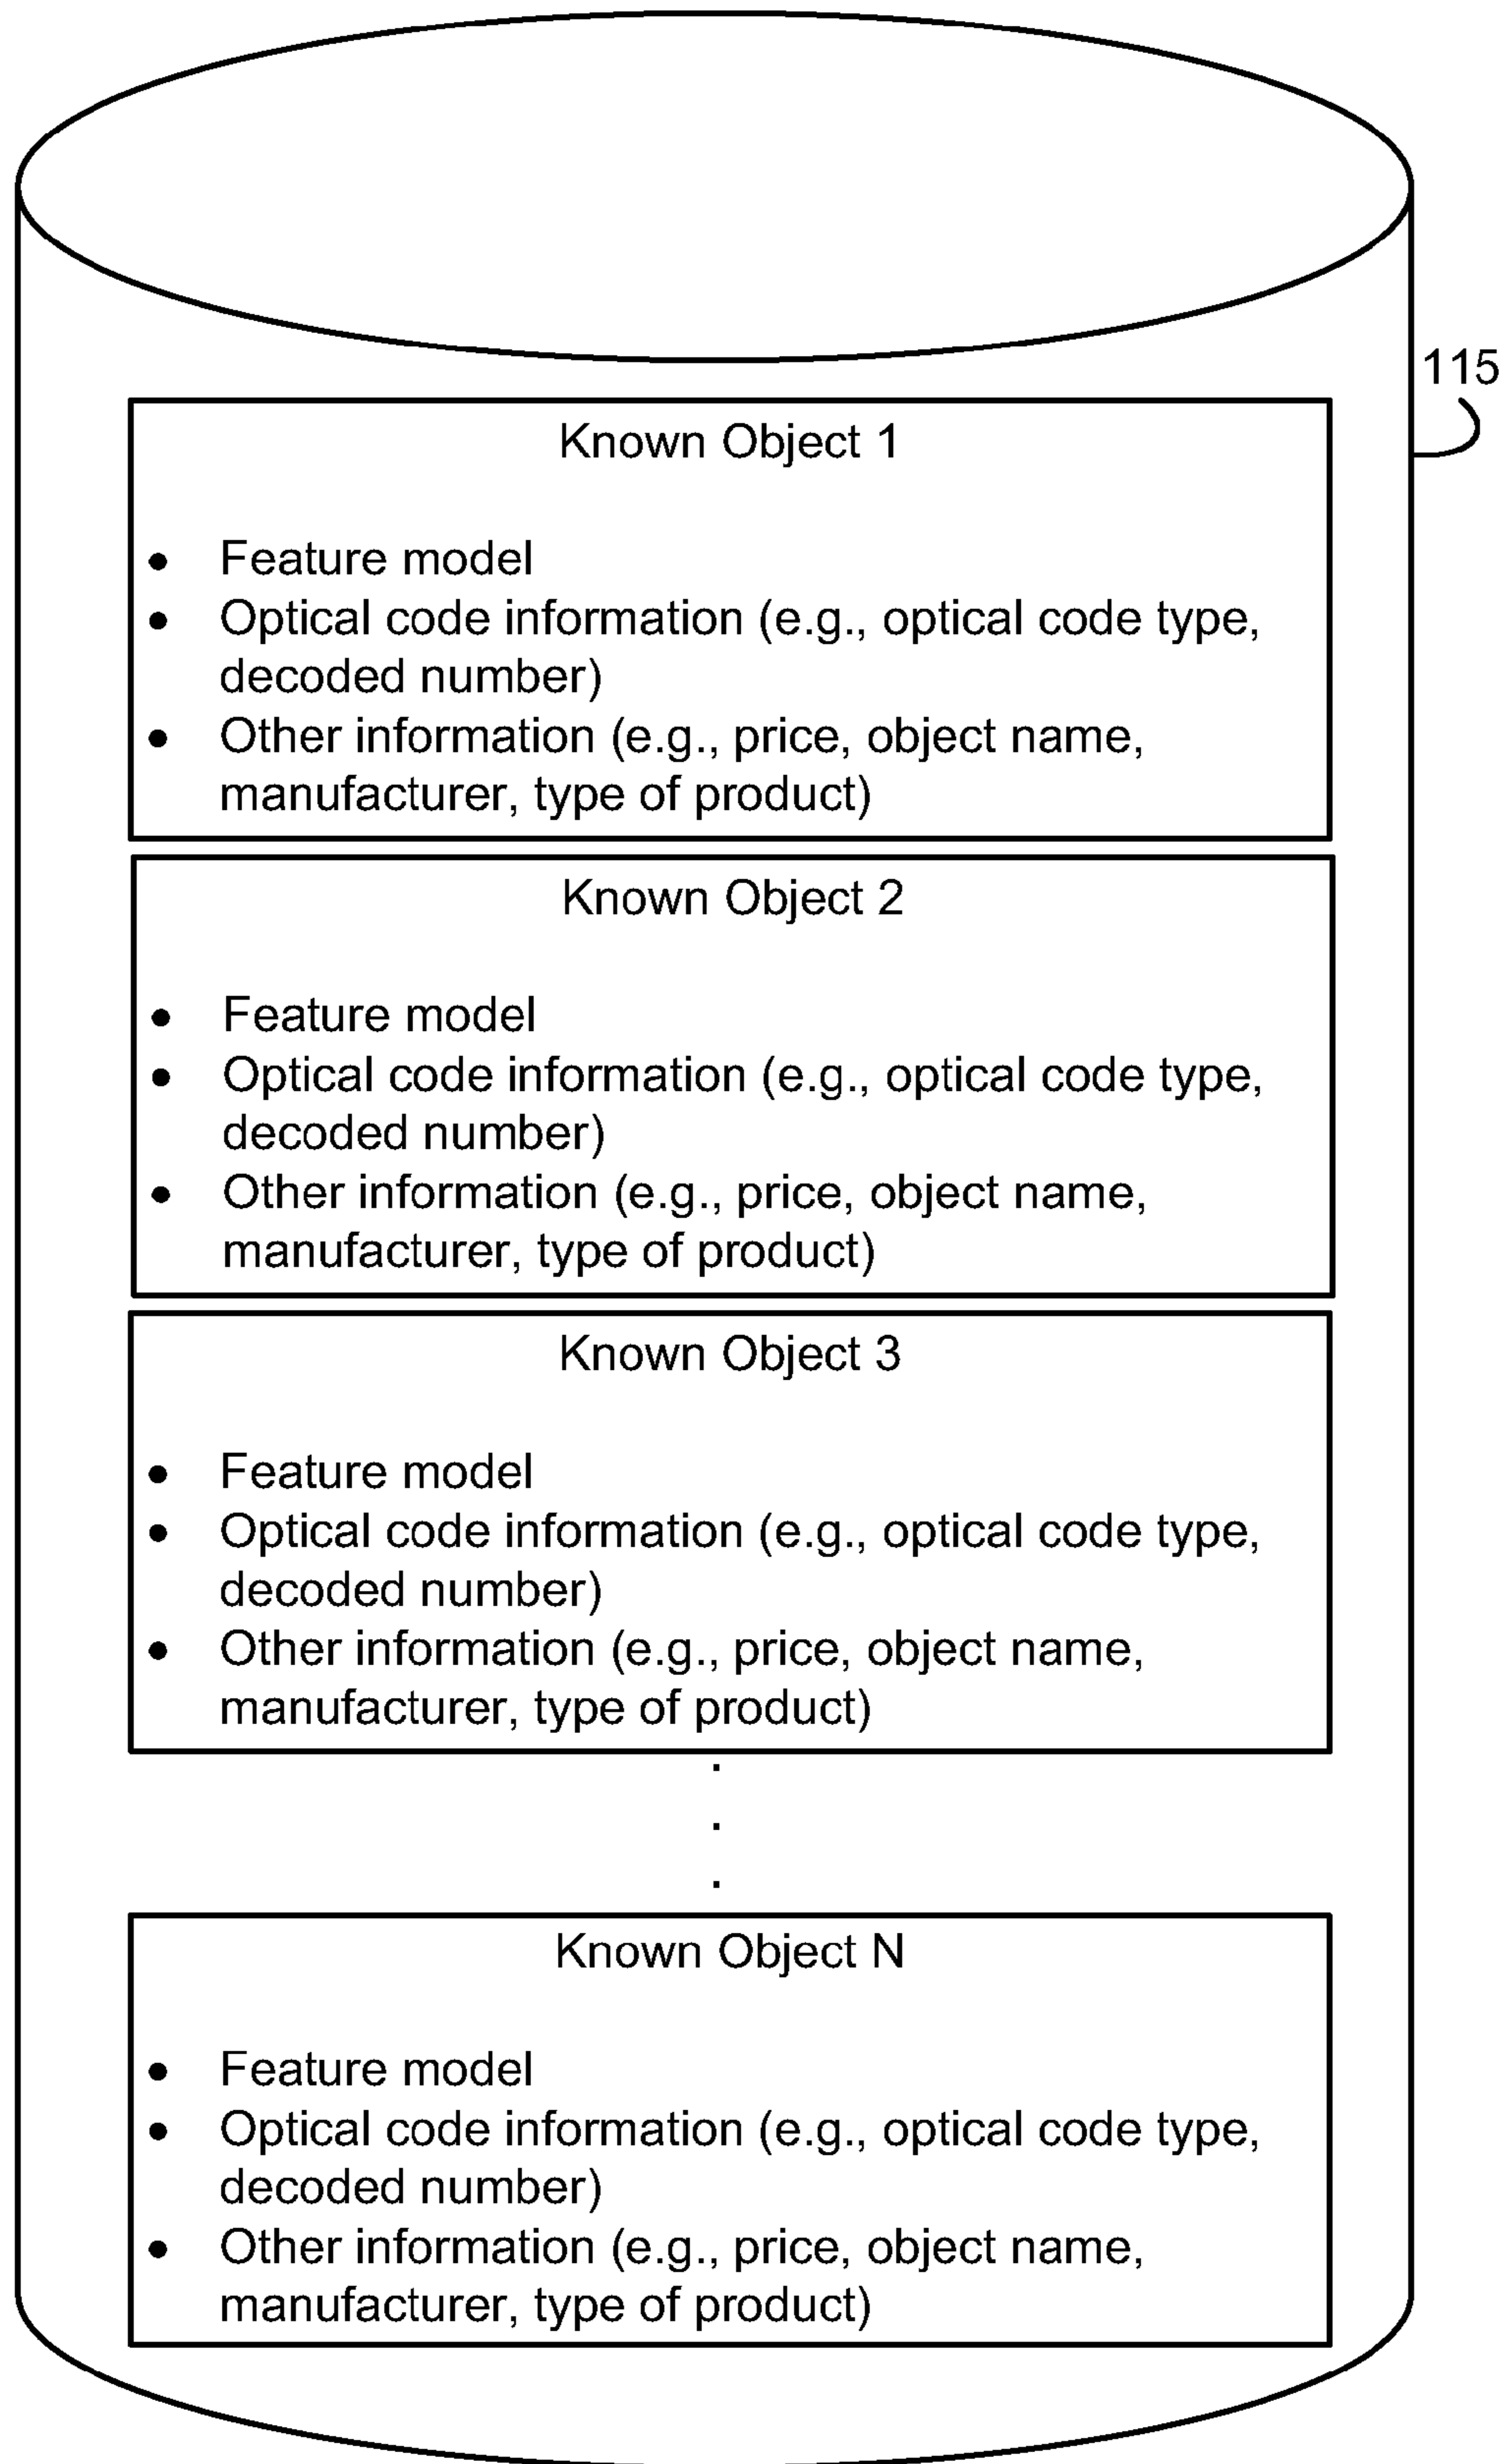 115
Known Object 1
• Feature model
• Optical code information (e.g., optical code type,
decoded number)
• Other information (e.g., price, object name,
manufacturer, type of product)
Known Object 2
• Feature model
• Optical code information (e.g., optical code type,
decoded number)
• Other information (e.g., price, object name,
manufacturer, type of product)
Known Object 3
• Feature model
• Optical code information (e.g., optical code type,
decoded number)
• Other information (e.g., price, object name,
manufacturer, type of product)
.
.
.
Known Object N
• Feature model
• Optical code information (e.g., optical code type,
decoded number)
• Other information (e.g., price, object name,
manufacturer, type of product)